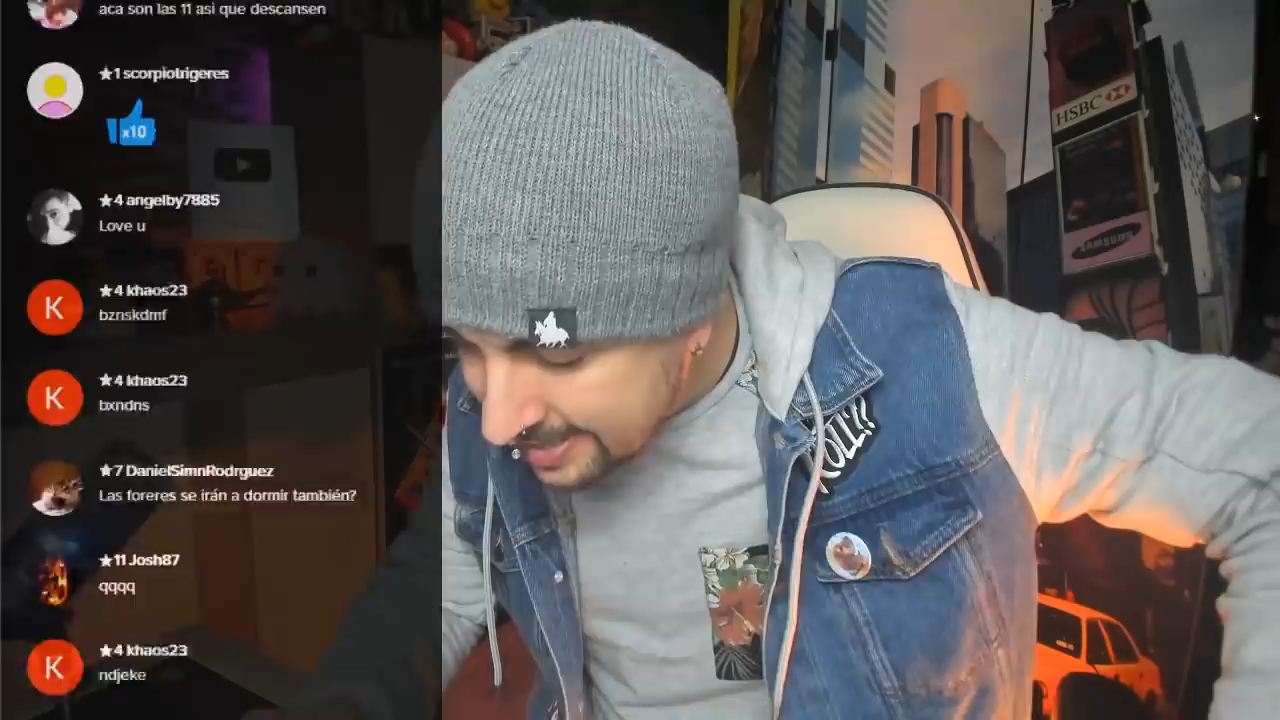 aca son las 11 asi que descansen
★1 scorpiotrigeres
x10
★4 angelby7885
Love u
★4 khaos23
bznskdmf
★4 khaos23
bxndns
★7 DanielSimnRodrguez
Las foreres se irán a dormir también?
★11 Josh87
qqqq
★4 khaos23
ndjeke
K
K
K
HSBC
SAMSUNG